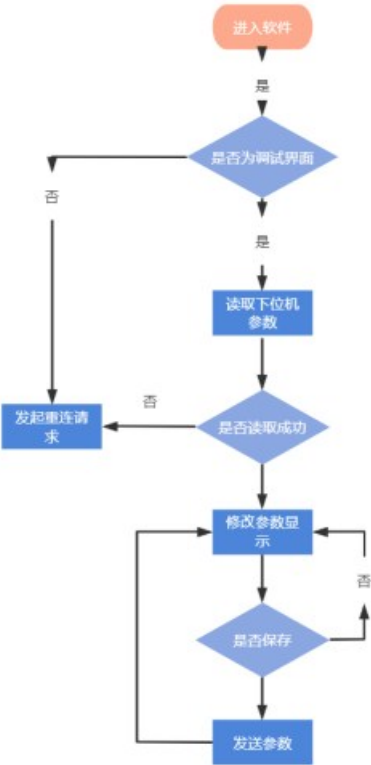 进入软件
是
是否为调试界面
否
是
读取下位机
参数
否
是否读取成功
发起重连请
求
修改参数显
示
否
是否保存
发送参数